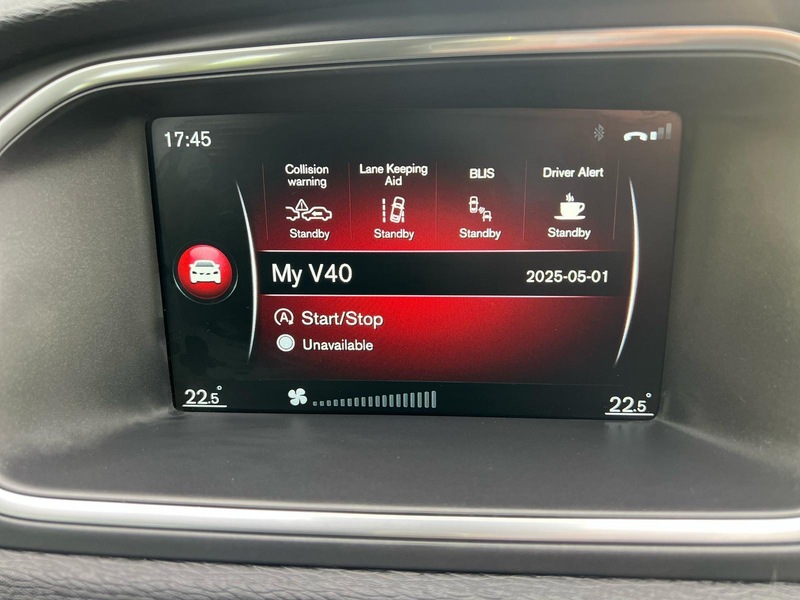 17:45
Collision
warning
Standby
Lane Keeping
Aid
Standby
BLIS
Standby
Driver Alert
Standby
My V40
2025-05-01
A Start/Stop
Unavailable
22.5°
22.5°